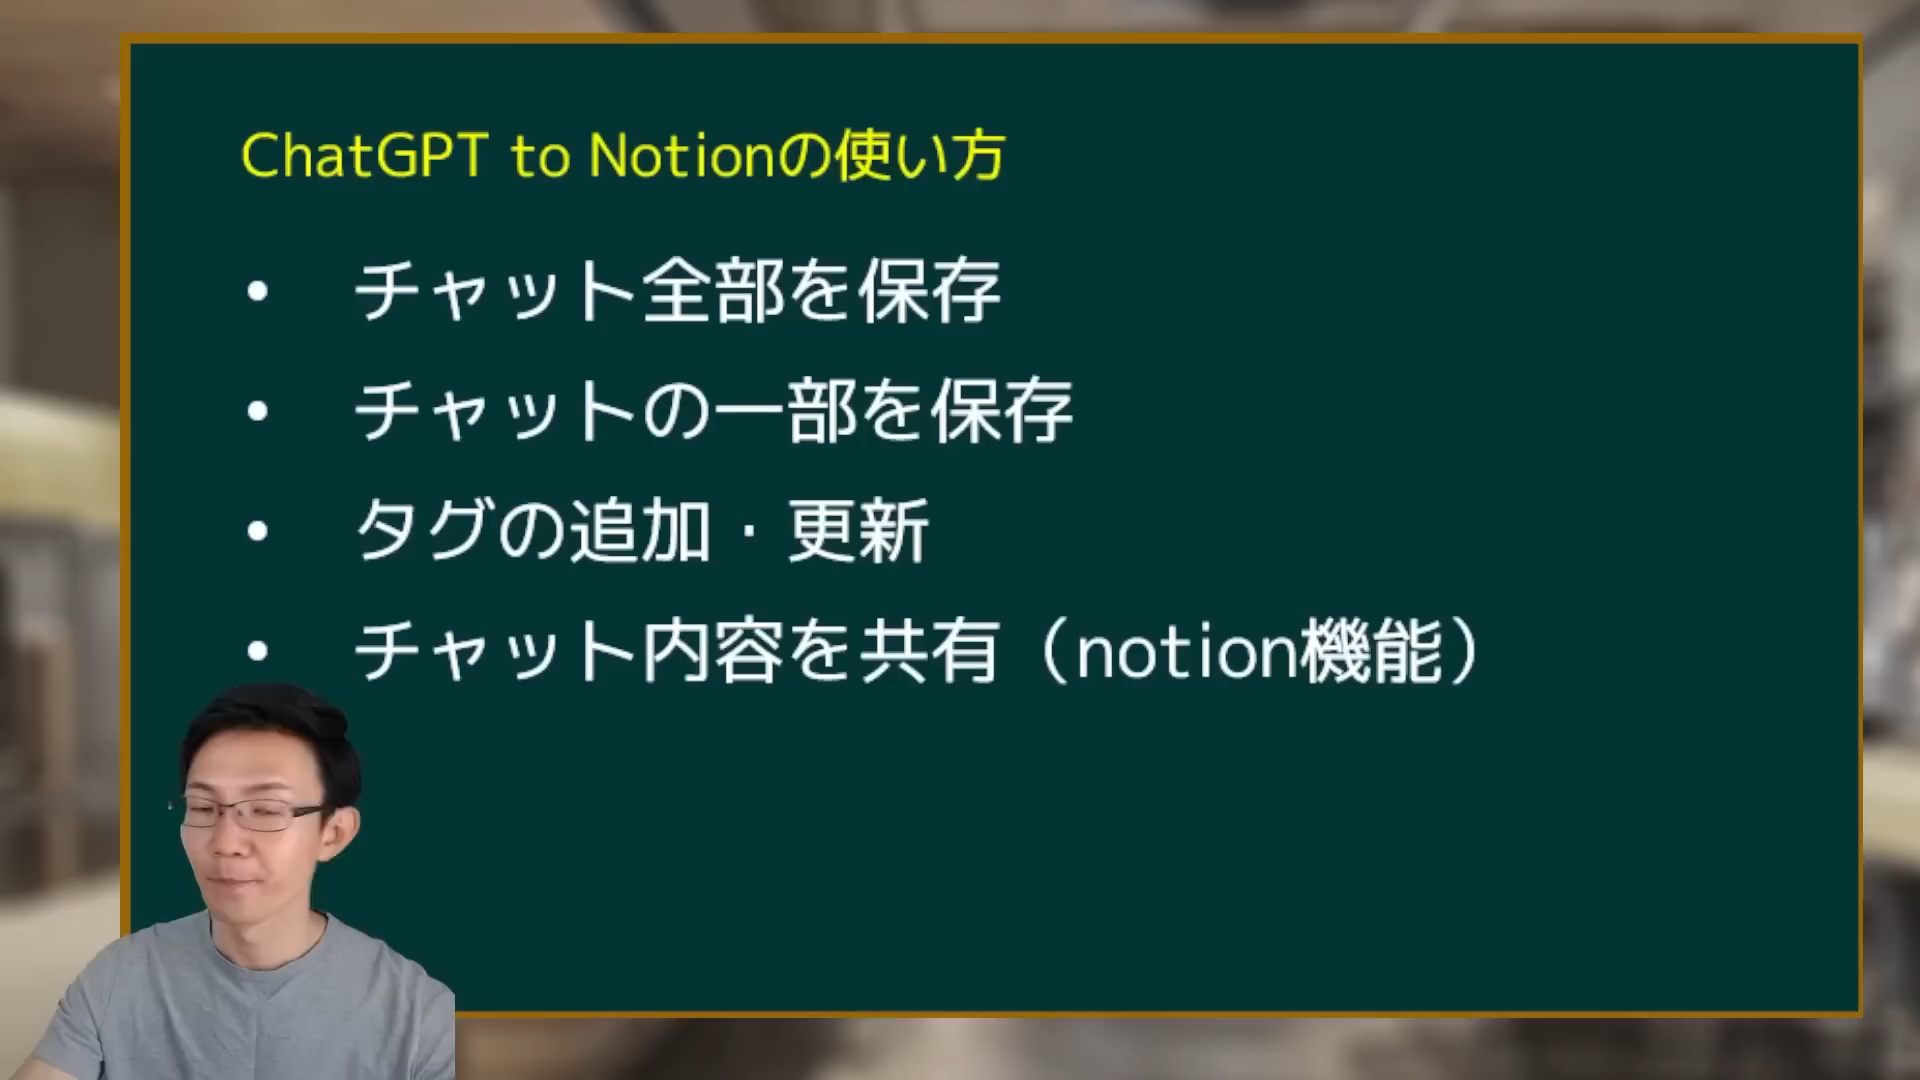 ChatGPT to Notionの使い方
• チャット全部を保存
• チャットの一部を保存
• タグの追加・更新
• チャット内容を共有（notion機能）